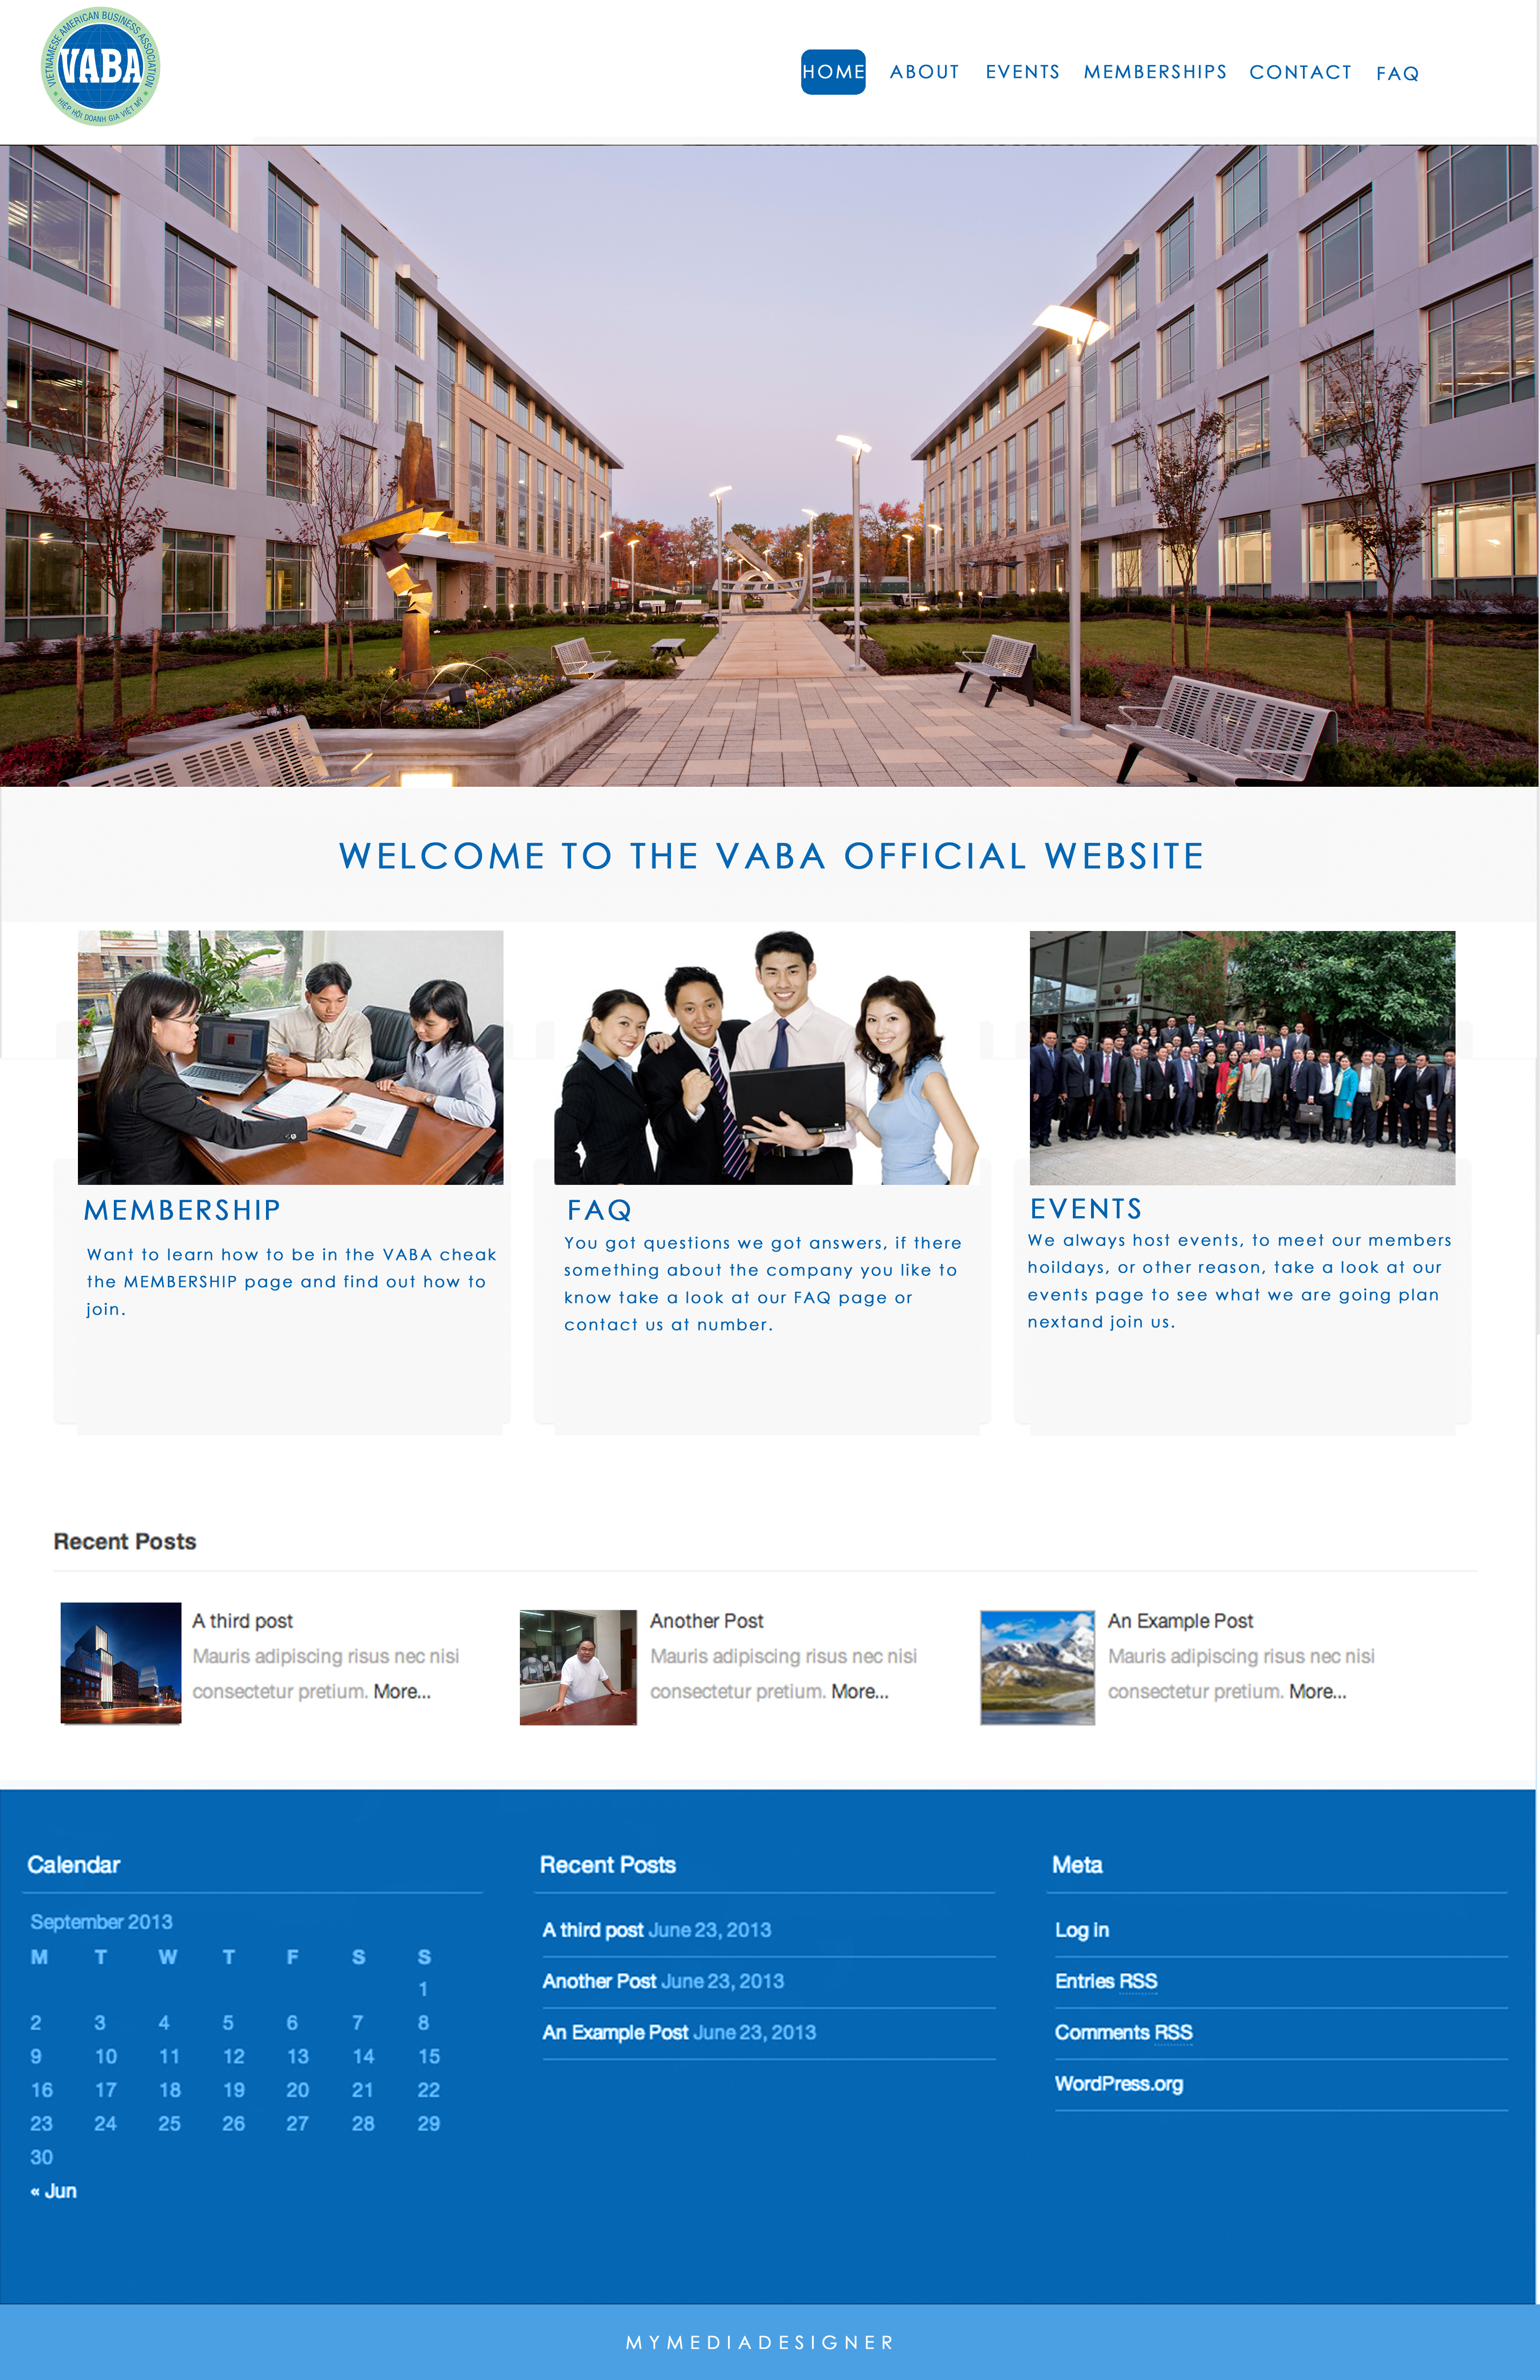 VIETNAMESE AMERICAN BUSINESS ASSOCIATION
VABA
HIỆP HỘI DOANH GIA VIỆT MỸ
HOME ABOUT EVENTS MEMBERSHIPS CONTACT FAQ
WELCOME TO THE VABA OFFICIAL WEBSITE
MEMBERSHIP
Want to learn how to be in the VABA cheak
the MEMBERSHIP page and find out how to
join.
FAQ
You got questions we got answers, if there
something about the company you like to
know take a look at our FAQ page or
contact us at number.
EVENTS
We always host events, to meet our members
hoildays, or other reason, take a look at our
events page to see what we are going plan
nextand join us.
Recent Posts
A third post
Mauris adipiscing risus nec nisi
consectetur pretium. More...
Another Post
Mauris adipiscing risus nec nisi
consectetur pretium. More...
An Example Post
Mauris adipiscing risus nec nisi
consectetur pretium. More...
Calendar
September 2013
M T W T F S S
1
2 3 4 5 6 7 8
9 10 11 12 13 14 15
16 17 18 19 20 21 22
23 24 25 26 27 28 29
30
« Jun
Recent Posts
A third post June 23, 2013
Another Post June 23, 2013
An Example Post June 23, 2013
Meta
Log in
Entries RSS
Comments RSS
WordPress.org
MYMEDIADESIGNER